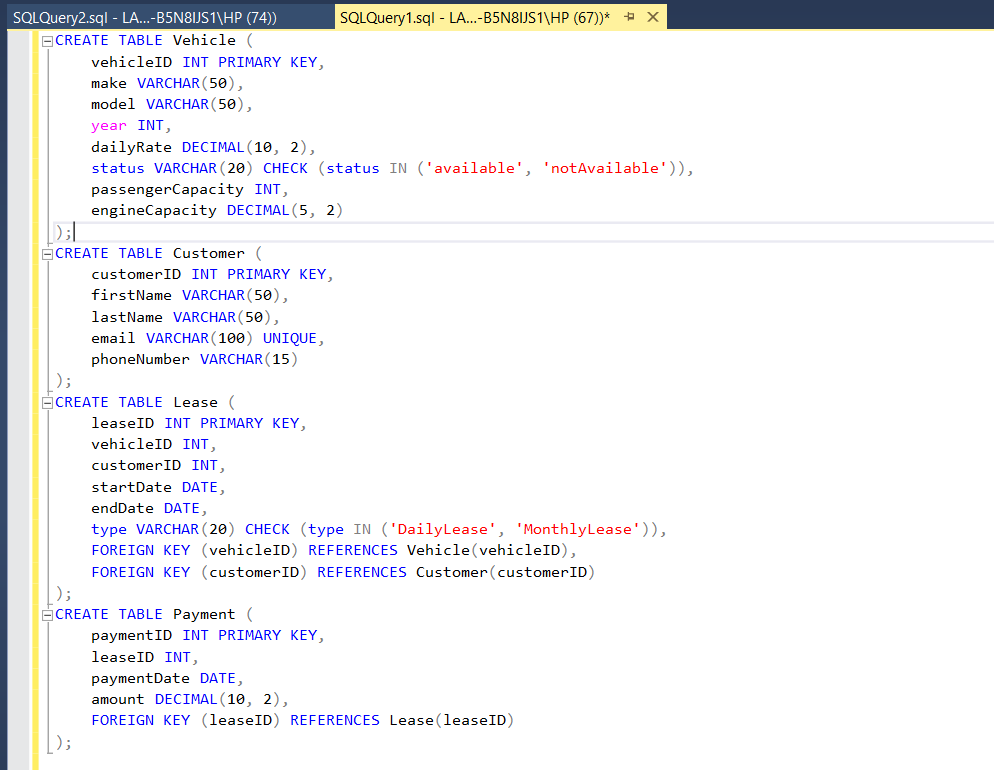 SQLQuery2.sql - LA...-B5N8IJS1\HP (74))
SQLQuery1.sql - LA...-B5N8IJS1\HP (67))*
CREATE TABLE Vehicle (
    vehicleID INT PRIMARY KEY,
    make VARCHAR(50),
    model VARCHAR(50),
    year INT,
    dailyRate DECIMAL(10, 2),
    status VARCHAR(20) CHECK (status IN ('available', 'notAvailable')),
    passengerCapacity INT,
    engineCapacity DECIMAL(5, 2)
);
CREATE TABLE Customer (
    customerID INT PRIMARY KEY,
    firstName VARCHAR(50),
    lastName VARCHAR(50),
    email VARCHAR(100) UNIQUE,
    phoneNumber VARCHAR(15)
);
CREATE TABLE Lease (
    leaseID INT PRIMARY KEY,
    vehicleID INT,
    customerID INT,
    startDate DATE,
    endDate DATE,
    type VARCHAR(20) CHECK (type IN ('DailyLease', 'MonthlyLease')),
    FOREIGN KEY (vehicleID) REFERENCES Vehicle(vehicleID),
    FOREIGN KEY (customerID) REFERENCES Customer(customerID)
);
CREATE TABLE Payment (
    paymentID INT PRIMARY KEY,
    leaseID INT,
    paymentDate DATE,
    amount DECIMAL(10, 2),
    FOREIGN KEY (leaseID) REFERENCES Lease(leaseID)
);